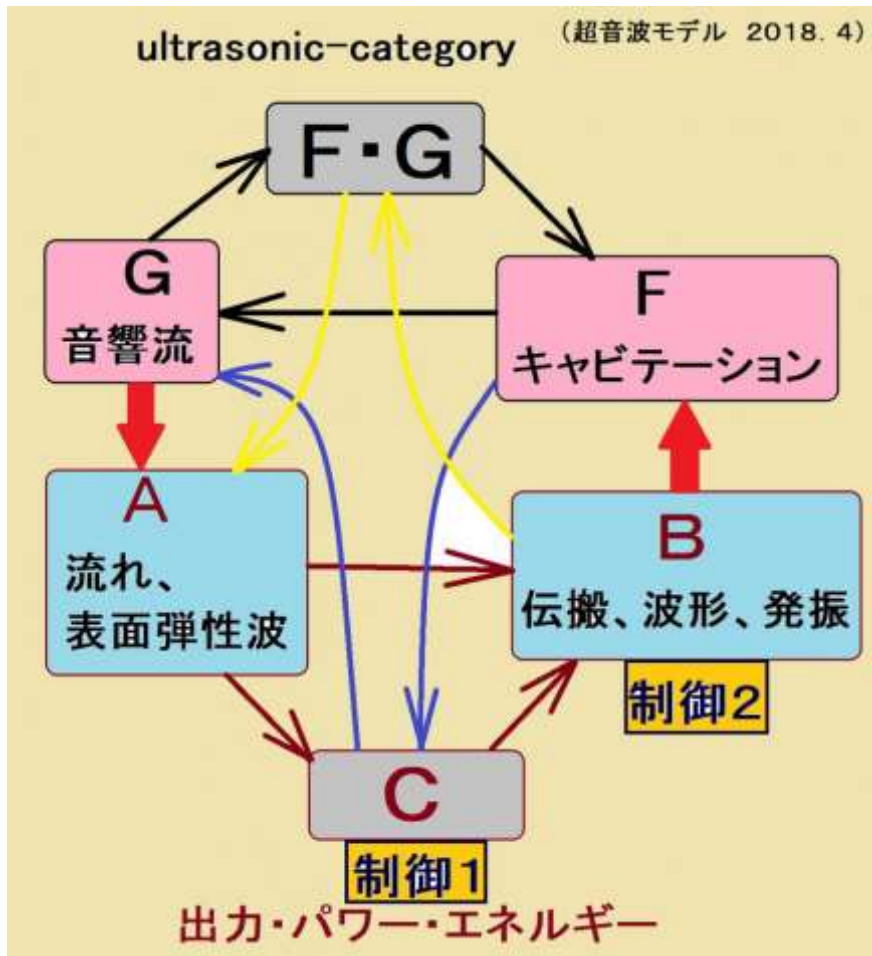 ultrasonic-category
(超音波モデル 2018. 4)
F・G
G
音響流
F
キャビテーション
A
流れ、
表面弾性波
B
伝搬、波形、発振
制御2
C
制御1
出力・パワー・エネルギー